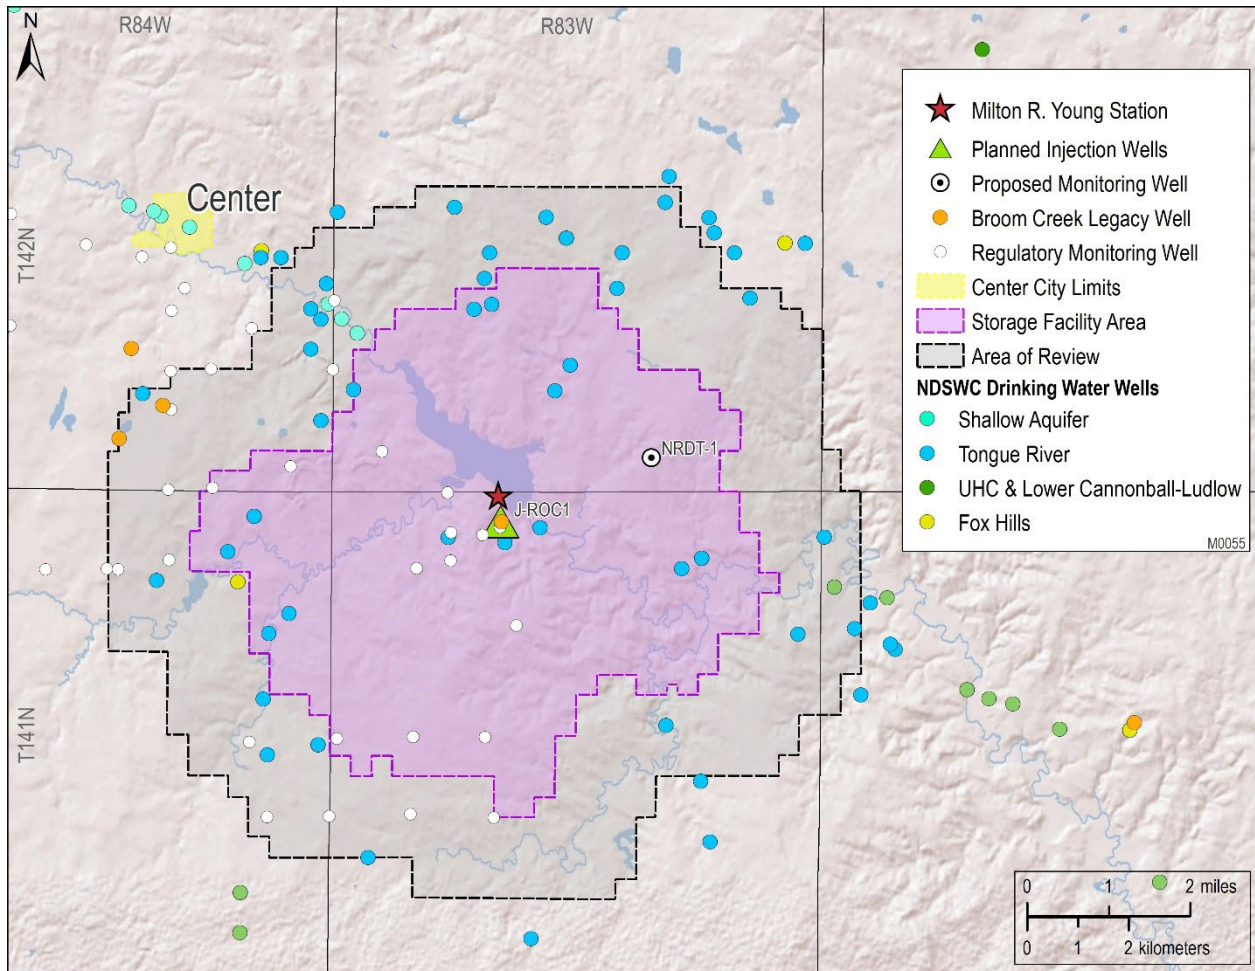 N
R84W
R83W
Milton R. Young Station
Planned Injection Wells
Proposed Monitoring Well
Broom Creek Legacy Well
Regulatory Monitoring Well
Center City Limits
Storage Facility Area
Area of Review
NDSWC Drinking Water Wells
Shallow Aquifer
Tongue River
UHC & Lower Cannonball-Ludlow
Fox Hills
M0055
Center
T142N
NRDT-1
J-ROC1
T141N
0 1 2 miles
0 1 2 kilometers